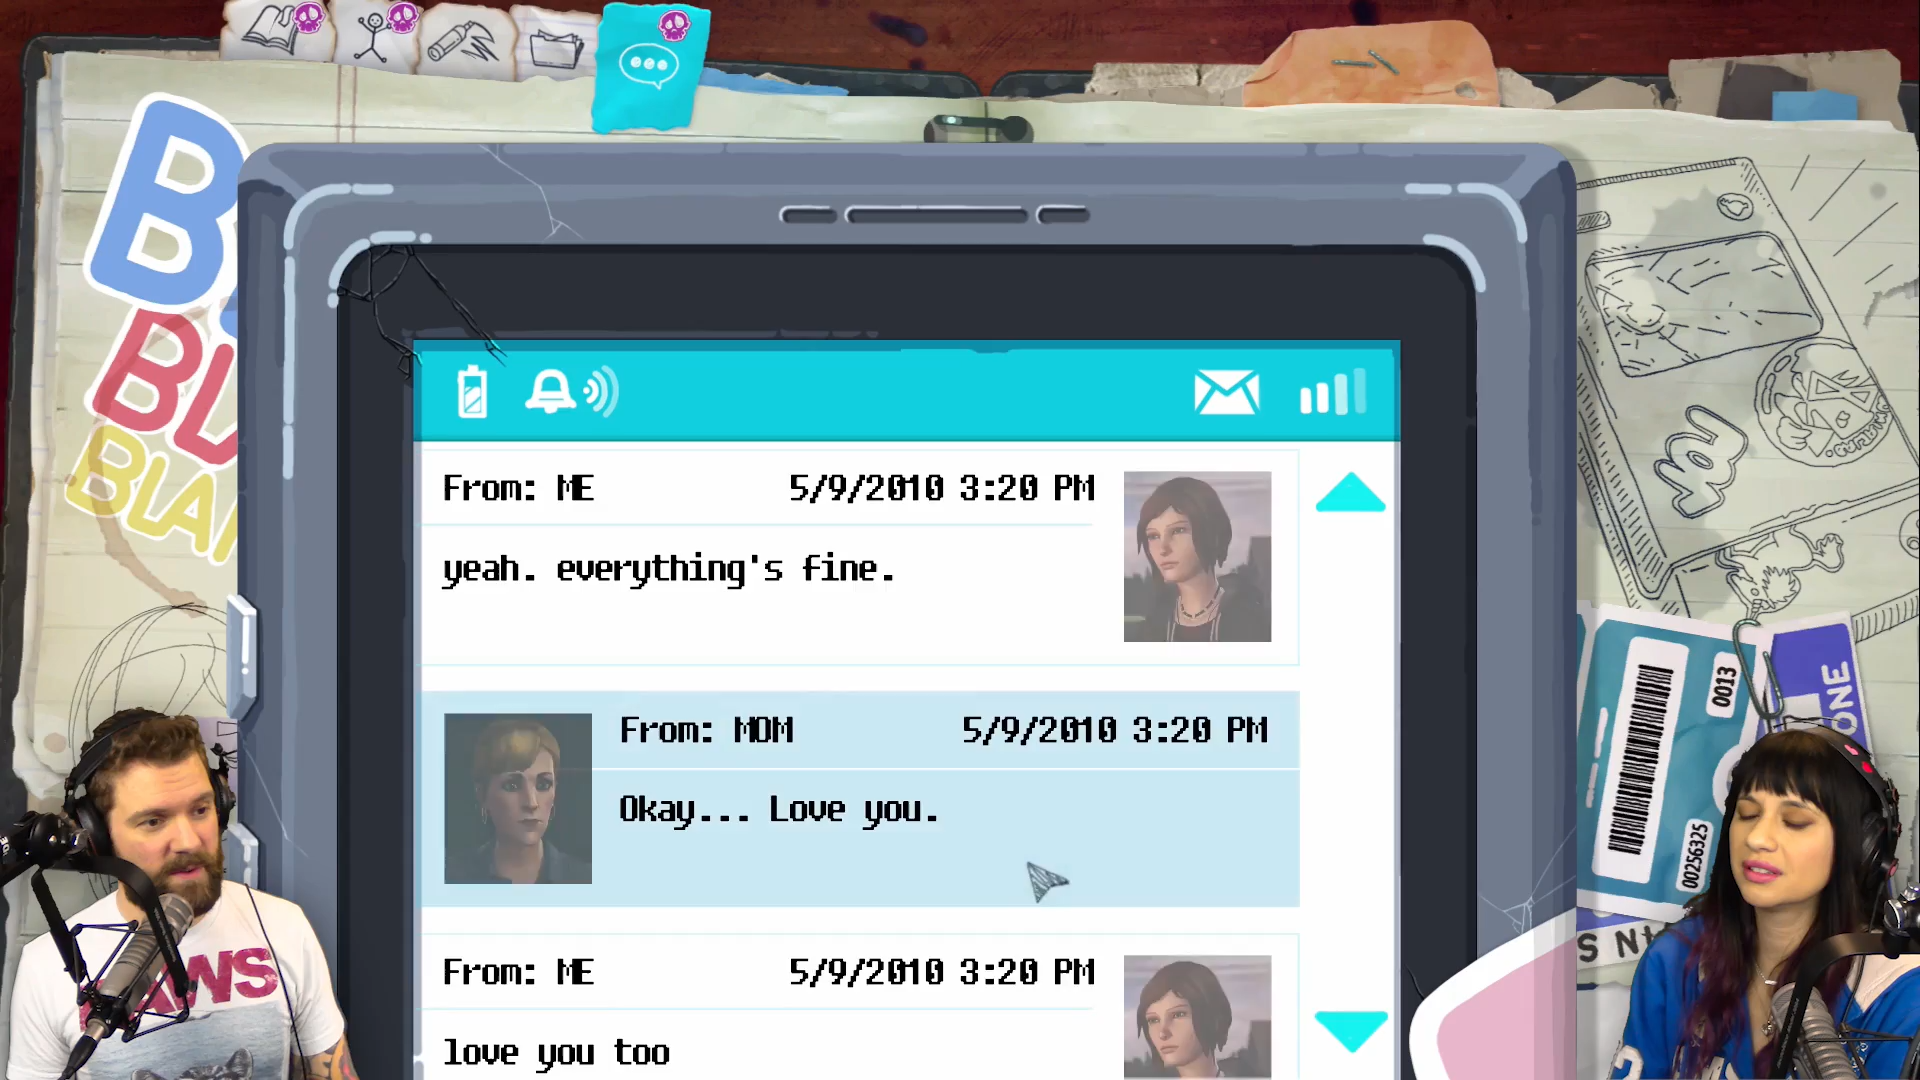 From: ME 5/9/2010 3:20 PM
yeah. everything's fine.
From: MOM 5/9/2010 3:20 PM
Okay... Love you.
From: ME 5/9/2010 3:20 PM
love you too
0013
00256325